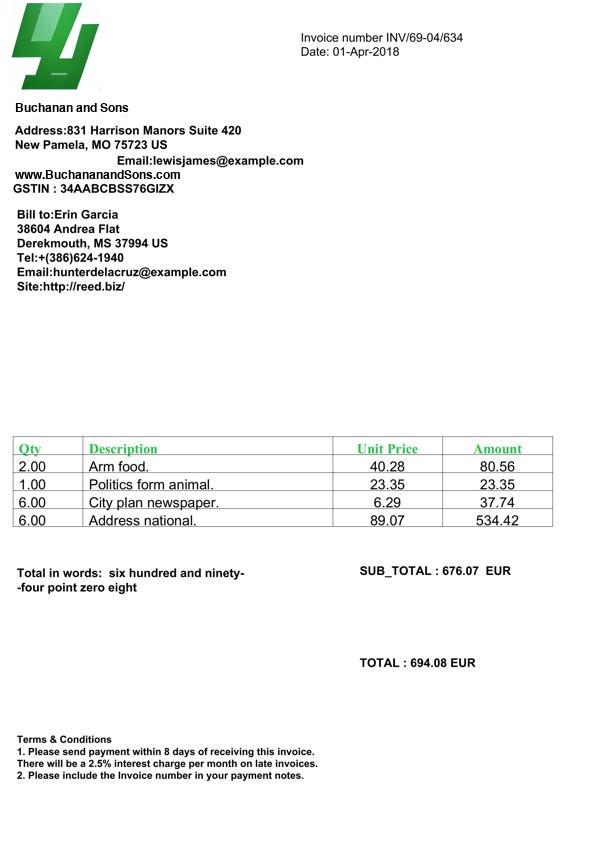 Invoice number INV/69-04/634
Date: 01-Apr-2018
Buchanan and Sons
Address:831 Harrison Manors Suite 420
New Pamela, MO 75723 US
Email:lewisjames@example.com
www.BuchananandSons.com
GSTIN : 34AABCBSS76GIZX
Bill to:Erin Garcia
38604 Andrea Flat
Derekmouth, MS 37994 US
Tel:+(386)624-1940
Email:hunterdelacruz@example.com
Site:http://reed.biz/
Qty Description Unit Price Amount
2.00 Arm food. 40.28 80.56
1.00 Politics form animal. 23.35 23.35
6.00 City plan newspaper. 6.29 37.74
6.00 Address national. 89.07 534.42
Total in words: six hundred and ninety-
-four point zero eight
SUB_TOTAL : 676.07 EUR
TOTAL : 694.08 EUR
Terms & Conditions
1. Please send payment within 8 days of receiving this invoice.
There will be a 2.5% interest charge per month on late invoices.
2. Please include the Invoice number in your payment notes.